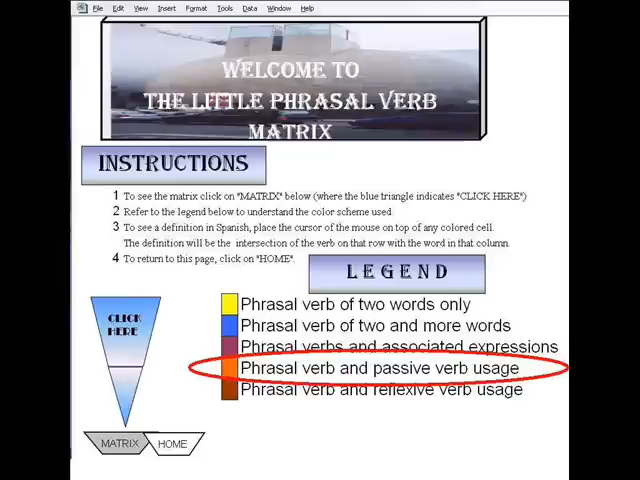 File Edit View Insert Format Tools Data Window Help
WELCOME TO
THE LITTLE PHRASAL VERB
MATRIX
INSTRUCTIONS
1 To see the matrix click on "MATRIX" below (where the blue triangle indicates "CLICK HERE")
2 Refer to the legend below to understand the color scheme used
3 To see a definition in Spanish, place the cursor of the mouse on top of any colored cell.
The definition will be the intersection of the verb on that row with the word in that column.
4 To return to this page, click on "HOME".
LEGEND
CLICK
HERE
Phrasal verb of two words only
Phrasal verb of two and more words
Phrasal verbs and associated expressions
Phrasal verb and passive verb usage
Phrasal verb and reflexive verb usage
MATRIX HOME